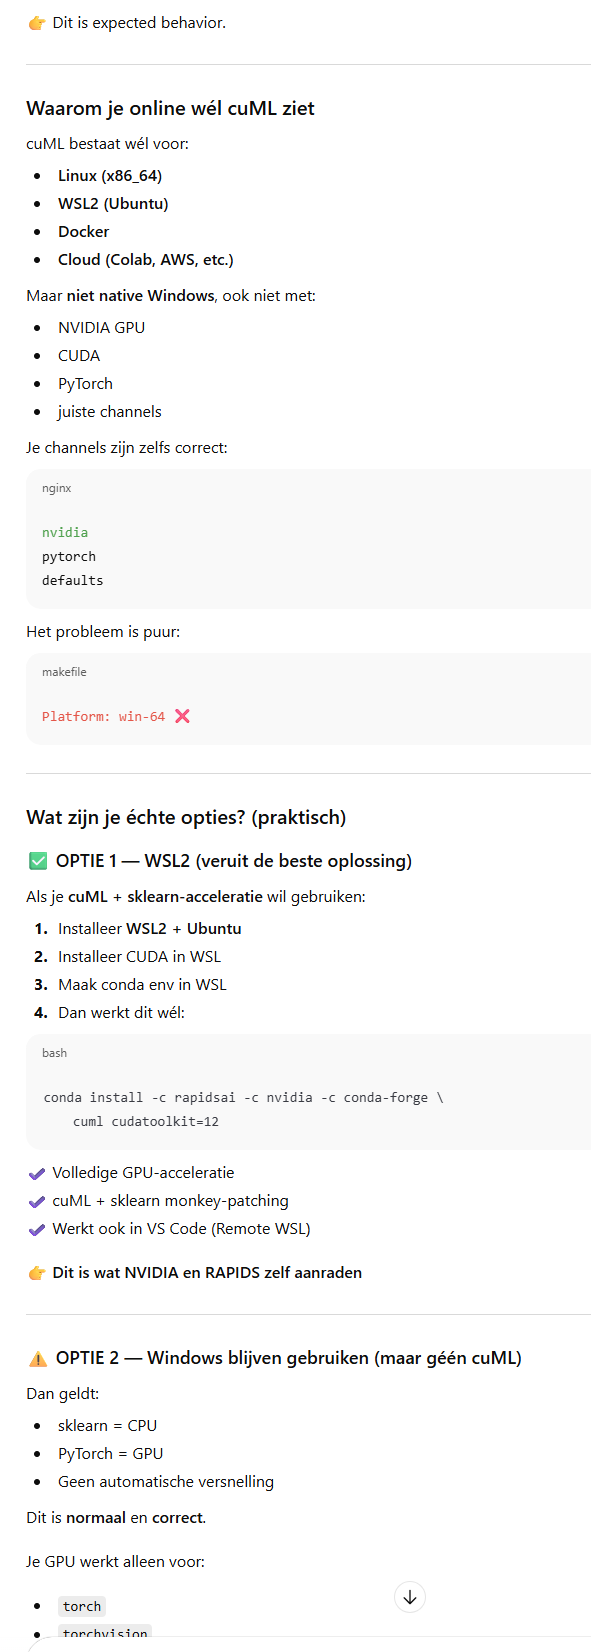 👉 Dit is expected behavior.
Waarom je online wél cuML ziet
cuML bestaat wél voor:
• Linux (x86_64)
• WSL2 (Ubuntu)
• Docker
• Cloud (Colab, AWS, etc.)
Maar niet native Windows, ook niet met:
• NVIDIA GPU
• CUDA
• PyTorch
• juiste channels
Je channels zijn zelfs correct:
nginx
nvidia
pytorch
defaults
Het probleem is puur:
makefile
Platform: win-64 ❌
Wat zijn je échte opties? (praktisch)
✅ OPTIE 1 — WSL2 (veruit de beste oplossing)
Als je cuML + sklearn-acceleratie wil gebruiken:
1. Installeer WSL2 + Ubuntu
2. Installeer CUDA in WSL
3. Maak conda env in WSL
4. Dan werkt dit wél:
bash
conda install -c rapidsai -c nvidia -c conda-forge \
cuml cudatoolkit=12
✔ Volledige GPU-acceleratie
✔ cuML + sklearn monkey-patching
✔ Werkt ook in VS Code (Remote WSL)
👉 Dit is wat NVIDIA en RAPIDS zelf aanraden
⚠️ OPTIE 2 — Windows blijven gebruiken (maar géén cuML)
Dan geldt:
• sklearn = CPU
• PyTorch = GPU
• Geen automatische versnelling
Dit is normaal en correct.
Je GPU werkt alleen voor:
• torch
• torchvision